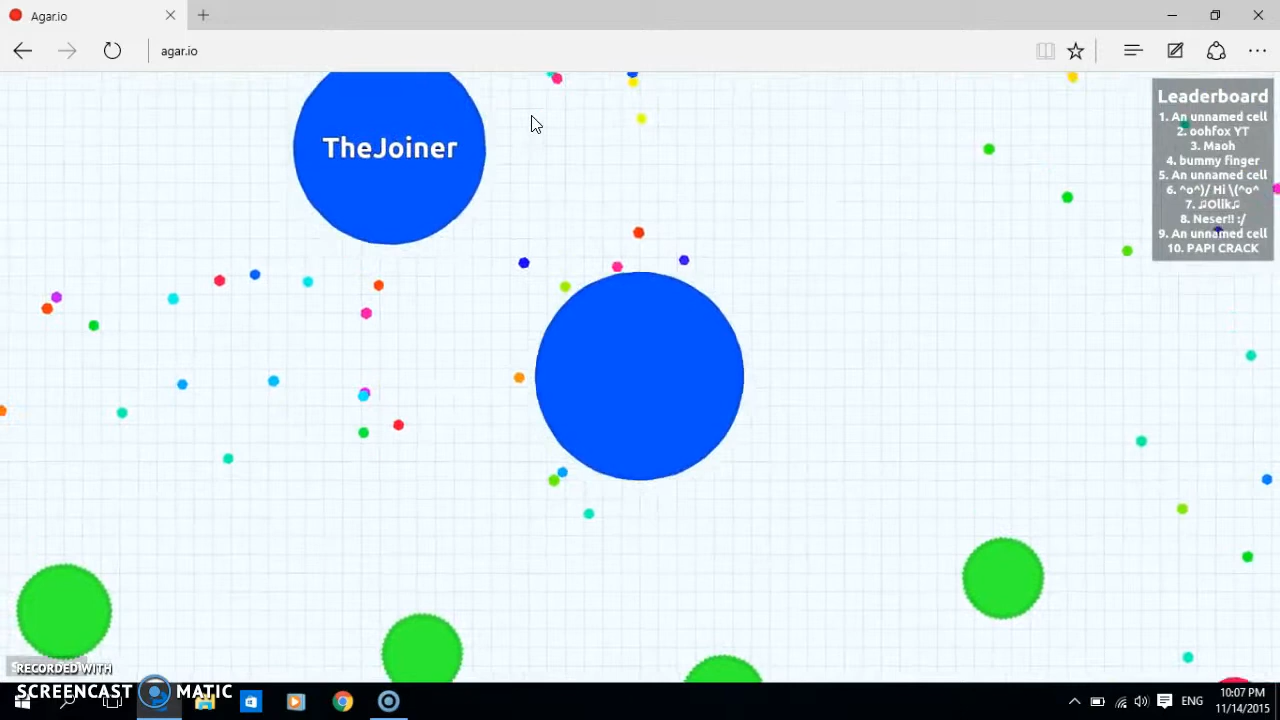 Agar.io
agar.io
TheJoiner
Leaderboard
1. An unnamed cell
2. oohfox YT
3. Maoh
4. bummy finger
5. An unnamed cell
6. ^o^)/ Hi \(^o^
7. ♫Olik♫
8. Neser!! :/
9. An unnamed cell
10. PAPI CRACK
RECORDED WITH
SCREENCAST MATIC
ENG
10:07 PM
11/14/2015